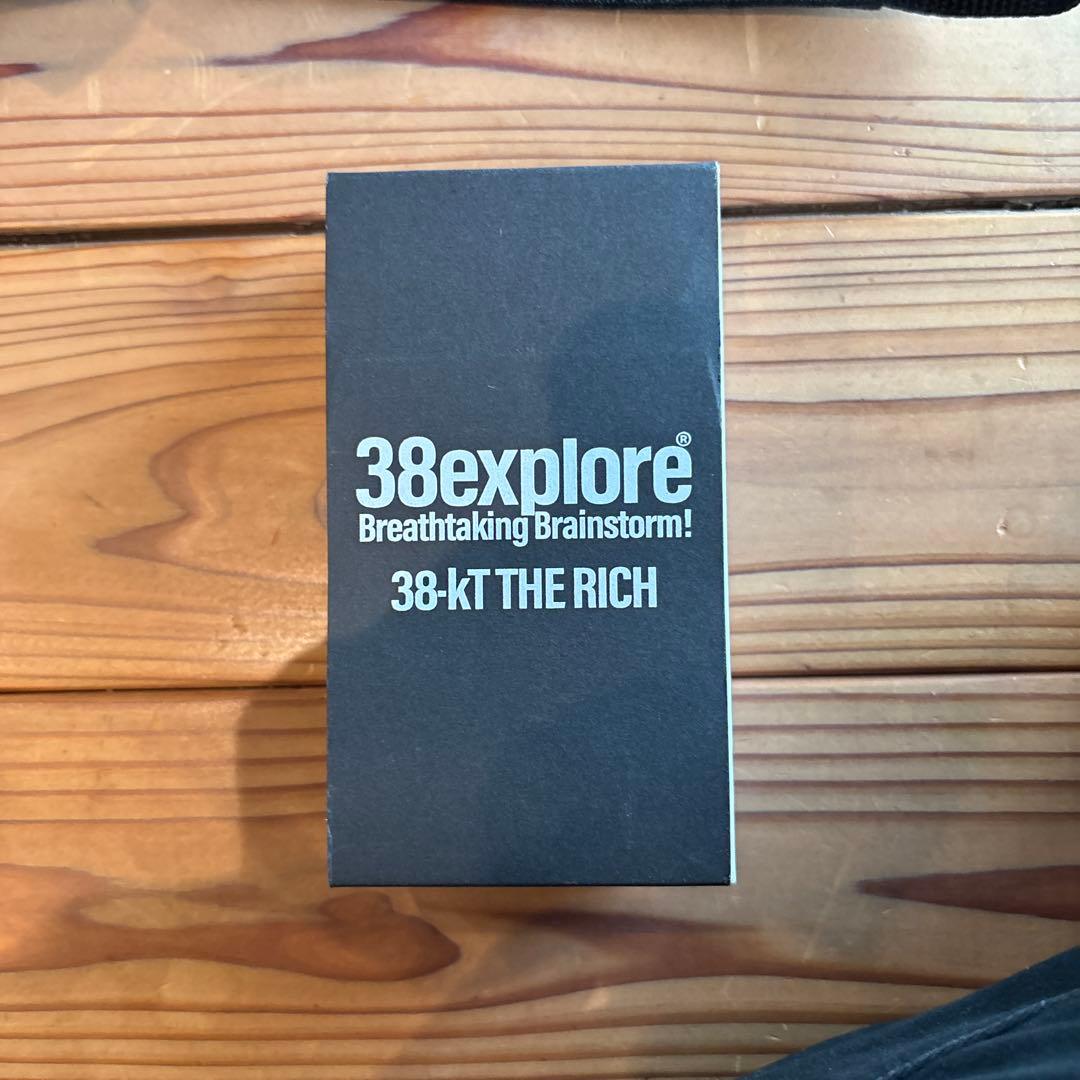 38explore®
Breathtaking Brainstorm!
38-kT THE RICH